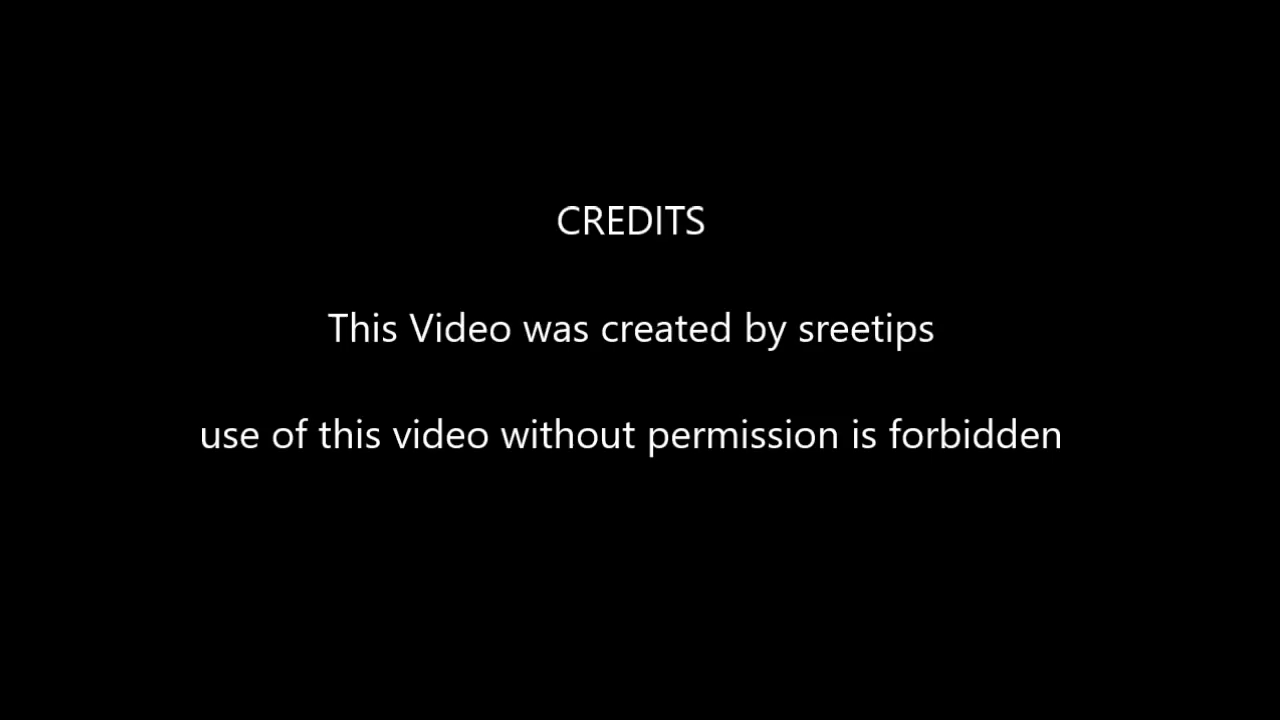 CREDITS
This Video was created by sreetips
use of this video without permission is forbidden